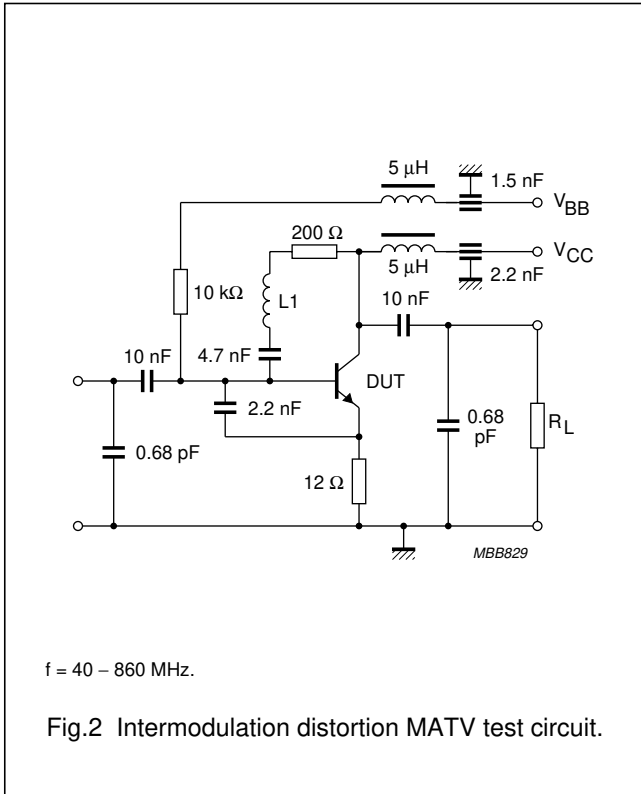 5 μH
1.5 nF
V_BB
200 Ω
V_CC
5 μH
2.2 nF
10 kΩ
L1
10 nF
10 nF
4.7 nF
DUT
2.2 nF
0.68 pF
0.68
pF
R_L
12 Ω
MBB829
f = 40 – 860 MHz.
Fig.2 Intermodulation distortion MATV test circuit.